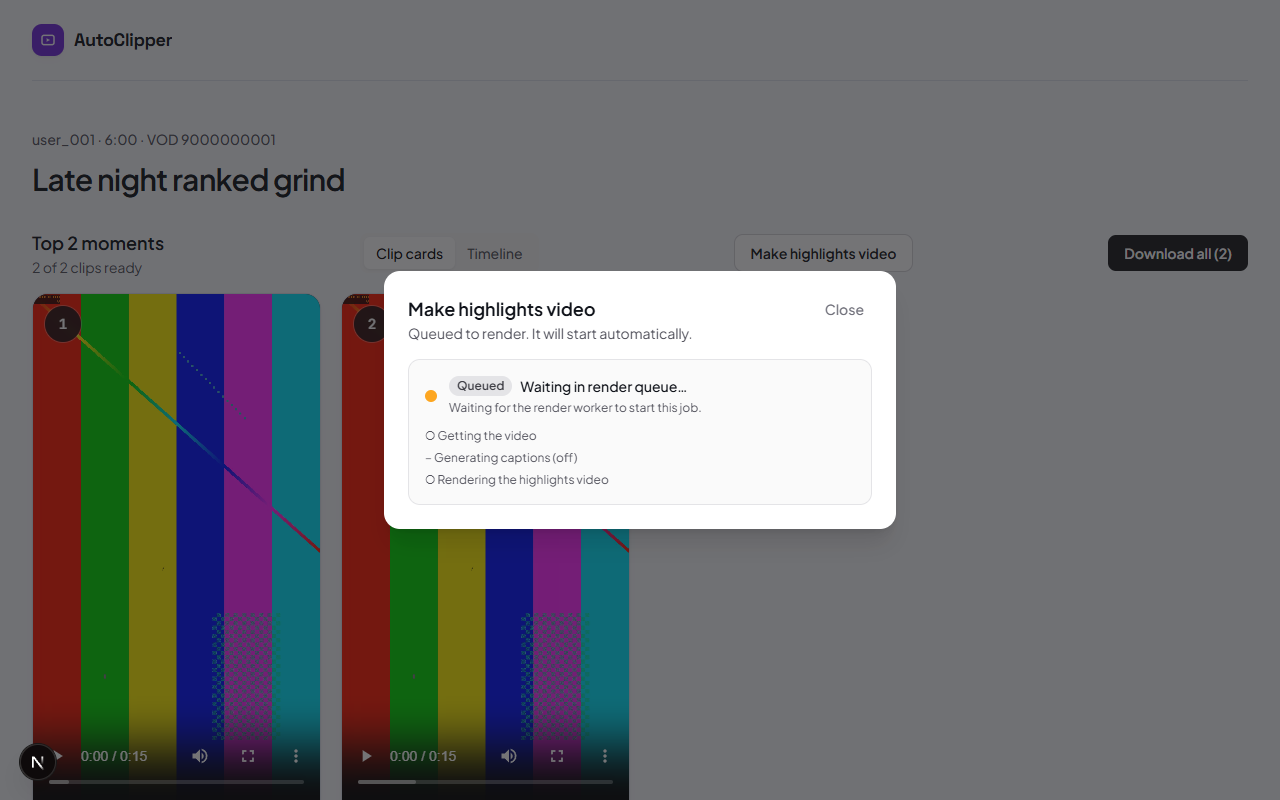 AutoClipper
user_001 · 6:00 · VOD 9000000001
Late night ranked grind
Top 2 moments
2 of 2 clips ready
Clip cards
Timeline
Make highlights video
Download all (2)
1
2
Make highlights video
Close
Queued to render. It will start automatically.
Queued
Waiting in render queue…
Waiting for the render worker to start this job.
○ Getting the video
– Generating captions (off)
○ Rendering the highlights video
N
0:00 / 0:15
0:00 / 0:15